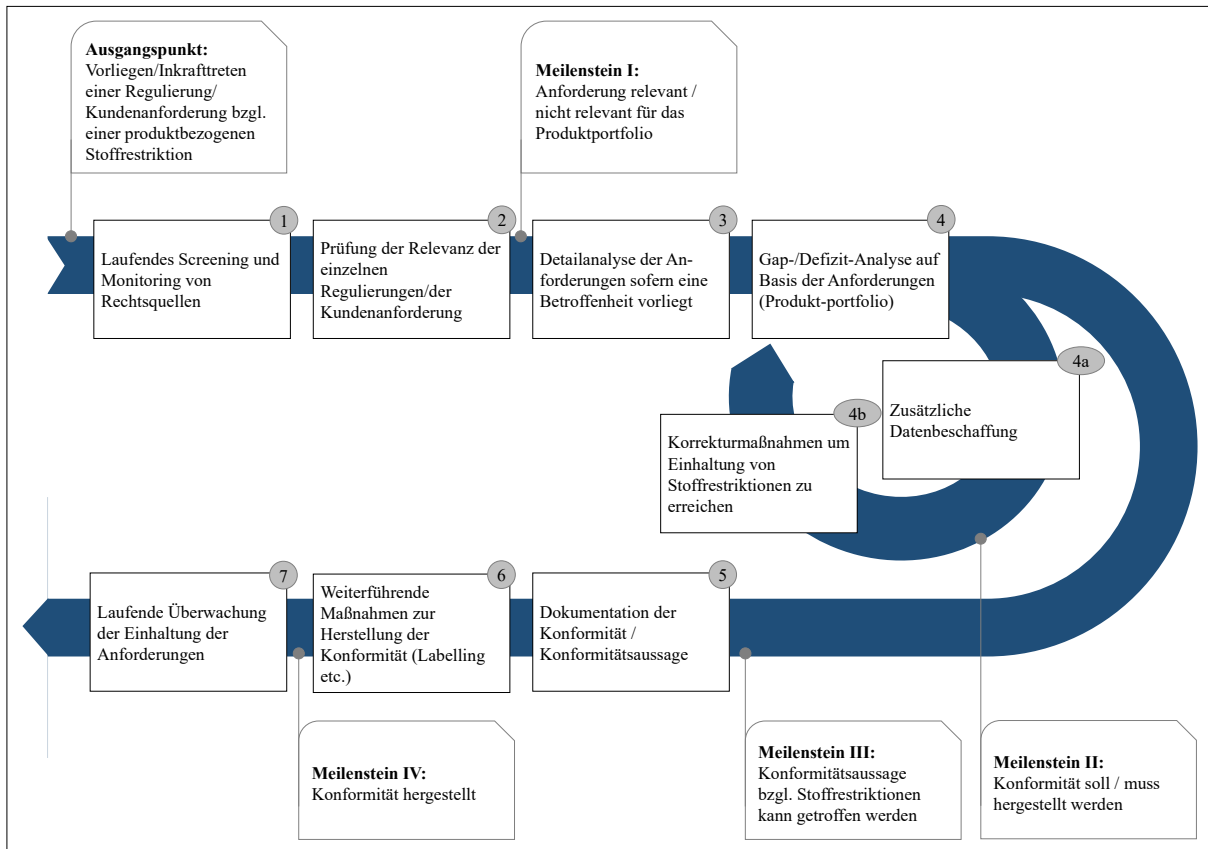 Ausgangspunkt:
Vorliegen/Inkrafttreten
einer Regulierung/
Kundenanforderung bzgl.
einer produktbezogenen
Stoffrestriktion
Meilenstein I:
Anforderung relevant /
nicht relevant für das
Produktportfolio
1
Laufendes Screening und
Monitoring von
Rechtsquellen
2
Prüfung der Relevanz der
einzelnen
Regulierungen/der
Kundenanforderung
3
Detailanalyse der An-
forderungen sofern eine
Betroffenheit vorliegt
4
Gap-/Defizit-Analyse auf
Basis der Anforderungen
(Produkt-portfolio)
4a
Zusätzliche
Datenbeschaffung
4b
Korrekturmaßnahmen um
Einhaltung von
Stoffrestriktionen zu
erreichen
7
Laufende Überwachung
der Einhaltung der
Anforderungen
6
Weiterführende
Maßnahmen zur
Herstellung der
Konformität (Labelling
etc.)
5
Dokumentation der
Konformität /
Konformitätsaussage
Meilenstein IV:
Konformität hergestellt
Meilenstein III:
Konformitätsaussage
bzgl. Stoffrestriktionen
kann getroffen werden
Meilenstein II:
Konformität soll / muss
hergestellt werden